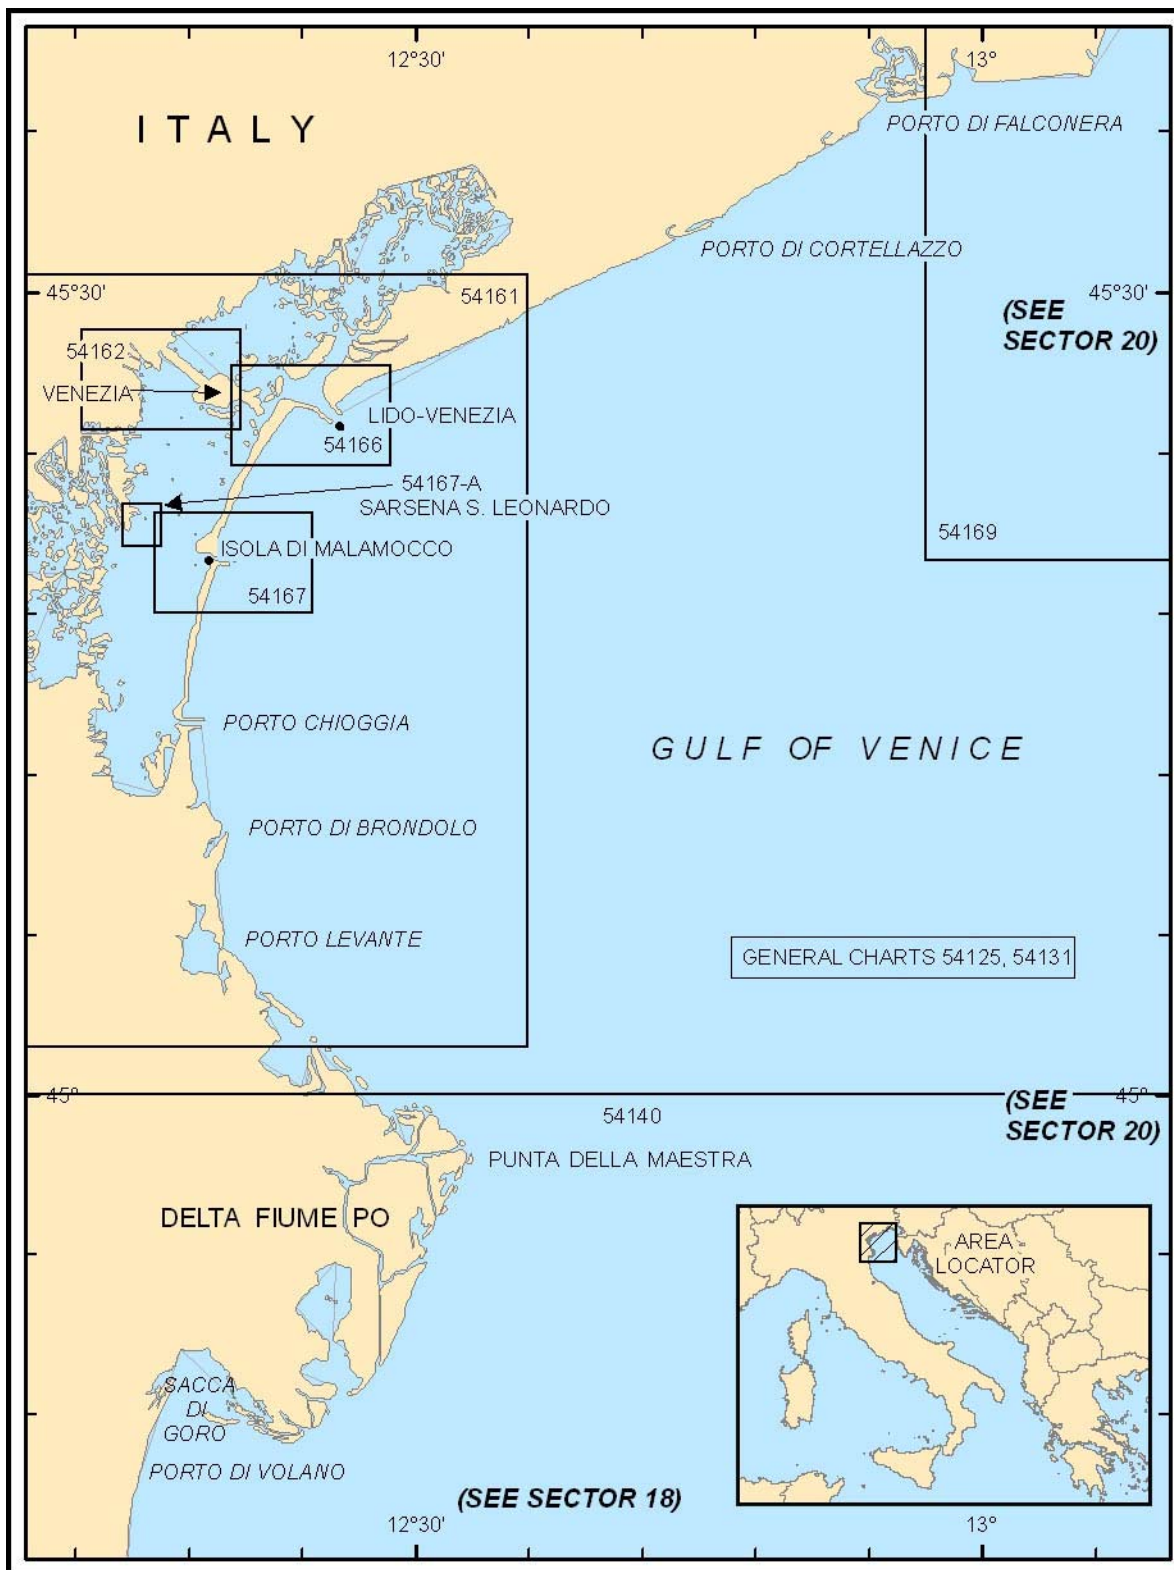 12°30'
13°
I T A L Y
PORTO DI FALCONERA
PORTO DI CORTELLAZZO
45°30'
54161
45°30'
(SEE
SECTOR 20)
54162
VENEZIA
LIDO-VENEZIA
54166
54167-A
SARSENA S. LEONARDO
54169
ISOLA DI MALAMOCCO
54167
PORTO CHIOGGIA
GULF OF VENICE
PORTO DI BRONDOLO
PORTO LEVANTE
GENERAL CHARTS 54125, 54131
45°
45°
(SEE
SECTOR 20)
54140
PUNTA DELLA MAESTRA
DELTA FIUME PO
AREA
LOCATOR
SACCA
DI
GORO
PORTO DI VOLANO
(SEE SECTOR 18)
12°30'
13°